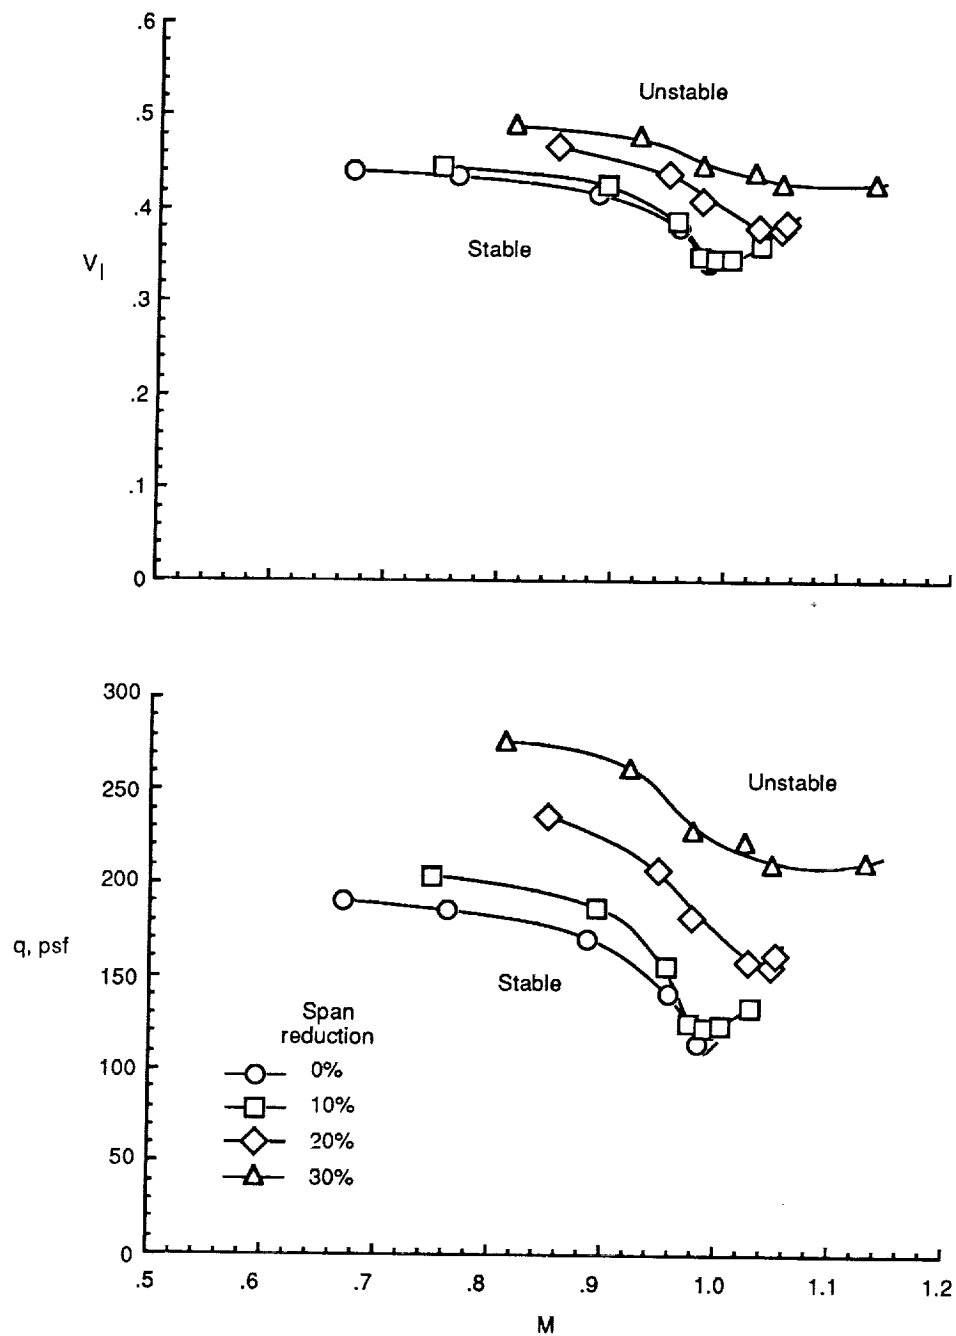 .6
.5
.4
.3
.2
.1
0
V|
Unstable
Stable
300
250
200
150
100
50
0
q, psf
Unstable
Stable
Span
reduction
0%
10%
20%
30%
.5 .6 .7 .8 .9 1.0 1.1 1.2
M